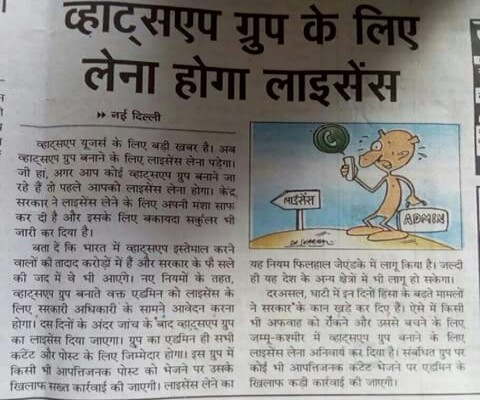 व्हाट्सएप ग्रुप के लिए
लेना होगा लाइसेंस
▸▸ नई दिल्ली
व्हाट्सएप यूजर्स के लिए बड़ी खबर है। अब
व्हाट्सएप ग्रुप बनाने के लिए लाइसेंस लेना पड़ेगा।
जी हां, अगर आप कोई व्हाट्सएप ग्रुप बनाने जा
रहे हैं तो पहले आपको लाइसेंस लेना होगा। केंद्र
सरकार ने लाइसेंस लेने के लिए अपनी मंशा साफ
कर दी है और इसके लिए बकायदा सर्कुलर भी
जारी कर दिया है।
बता दें कि भारत में व्हाट्सएप इस्तेमाल करने
वालों की तादाद करोड़ों में हैं और सरकार के फै सले
की जद में वे भी आएंगे। नए नियमों के तहत,
व्हाट्सएप ग्रुप बनाते वक्त एडमिन को लाइसेंस के
लिए सरकारी अधिकारी के सामने आवेदन करना
होगा। दस दिनों के अंदर जांच के बाद व्हाट्सएप ग्रुप
का लाइसेंस दिया जाएगा। ग्रुप का एडमिन ही सभी
कंटेंट और पोस्ट के लिए जिम्मेदार होगा। इस ग्रुप में
किसी भी आपत्तिजनक पोस्ट को भेजने पर उसके
खिलाफ सख्त कार्रवाई की जाएगी। लाइसेंस लेने का
लाइसेंस
ADMIN
यह नियम फिलहाल जेएंडके में लागू किया है। जल्दी
ही यह देश के अन्य क्षेत्रों में भी लागू हो सकेगा।
दरअसल, घाटी में इन दिनों हिंसा के बढ़ते मामलों
ने सरकार के कान खड़े कर दिए हैं। ऐसे में किसी
भी अफवाह को रोकने और उससे बचने के लिए
जम्मू-कश्मीर में व्हाट्सएप ग्रुप बनाने के लिए
लाइसेंस लेना अनिवार्य कर दिया है। संबंधित ग्रुप पर
कोई भी आपत्तिजनक कंटेंट भेजने पर एडमिन के
खिलाफ कड़ी कार्रवाई की जाएगी।